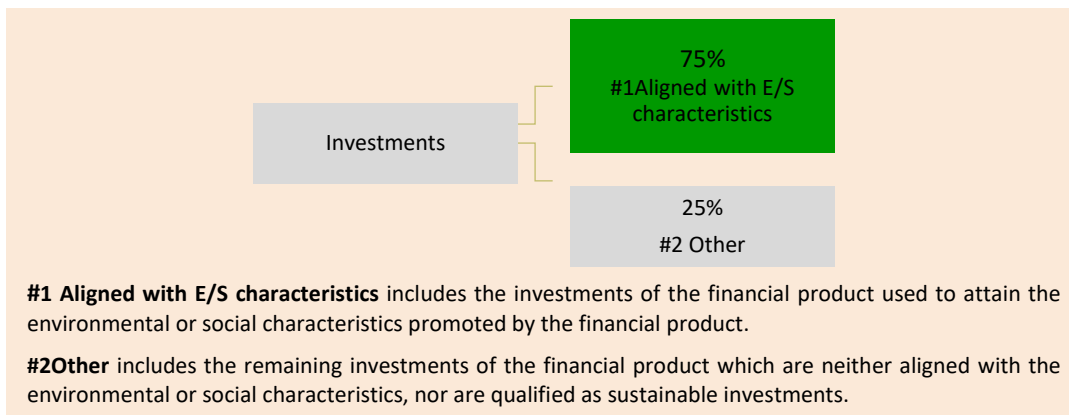 75%
#1Aligned with E/S
characteristics
Investments
25%
#2 Other
#1 Aligned with E/S characteristics includes the investments of the financial product used to attain the
environmental or social characteristics promoted by the financial product.
#2Other includes the remaining investments of the financial product which are neither aligned with the
environmental or social characteristics, nor are qualified as sustainable investments.